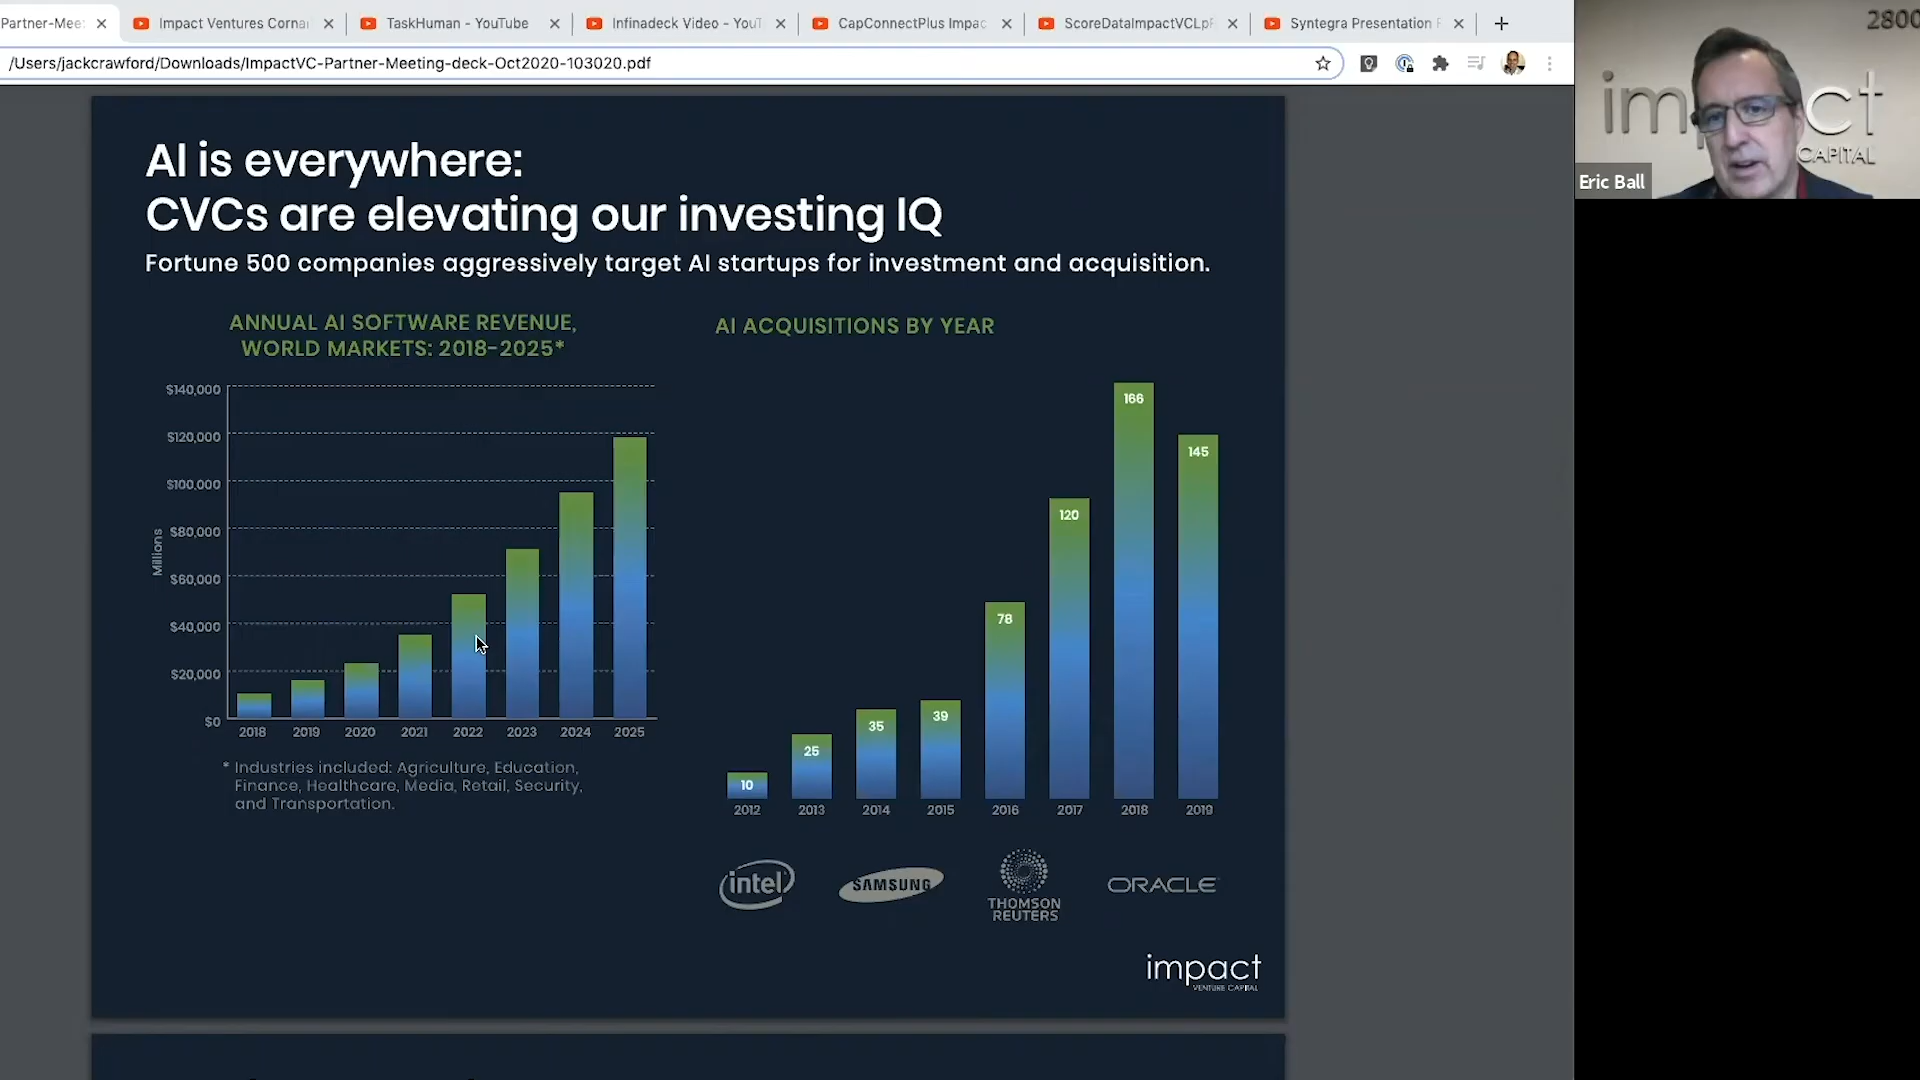 Partner-Mee
Impact Ventures Corna
TaskHuman - YouTube
Infinadeck Video - YouT
CapConnectPlus Impac
ScoreDataImpactVCLpP
Syntegra Presentation
/Users/jackcrawford/Downloads/ImpactVC-Partner-Meeting-deck-Oct2020-103020.pdf
2800
impact
CAPITAL
Eric Ball
AI is everywhere:
CVCs are elevating our investing IQ
Fortune 500 companies aggressively target AI startups for investment and acquisition.
ANNUAL AI SOFTWARE REVENUE,
WORLD MARKETS: 2018-2025*
Millions
$140,000
$120,000
$100,000
$80,000
$60,000
$40,000
$20,000
$0
2018 2019 2020 2021 2022 2023 2024 2025
* Industries included: Agriculture, Education,
Finance, Healthcare, Media, Retail, Security,
and Transportation.
AI ACQUISITIONS BY YEAR
10 25 35 39 78 120 166 145
2012 2013 2014 2015 2016 2017 2018 2019
intel
SAMSUNG
THOMSON
REUTERS
ORACLE
impact
VENTURE CAPITAL